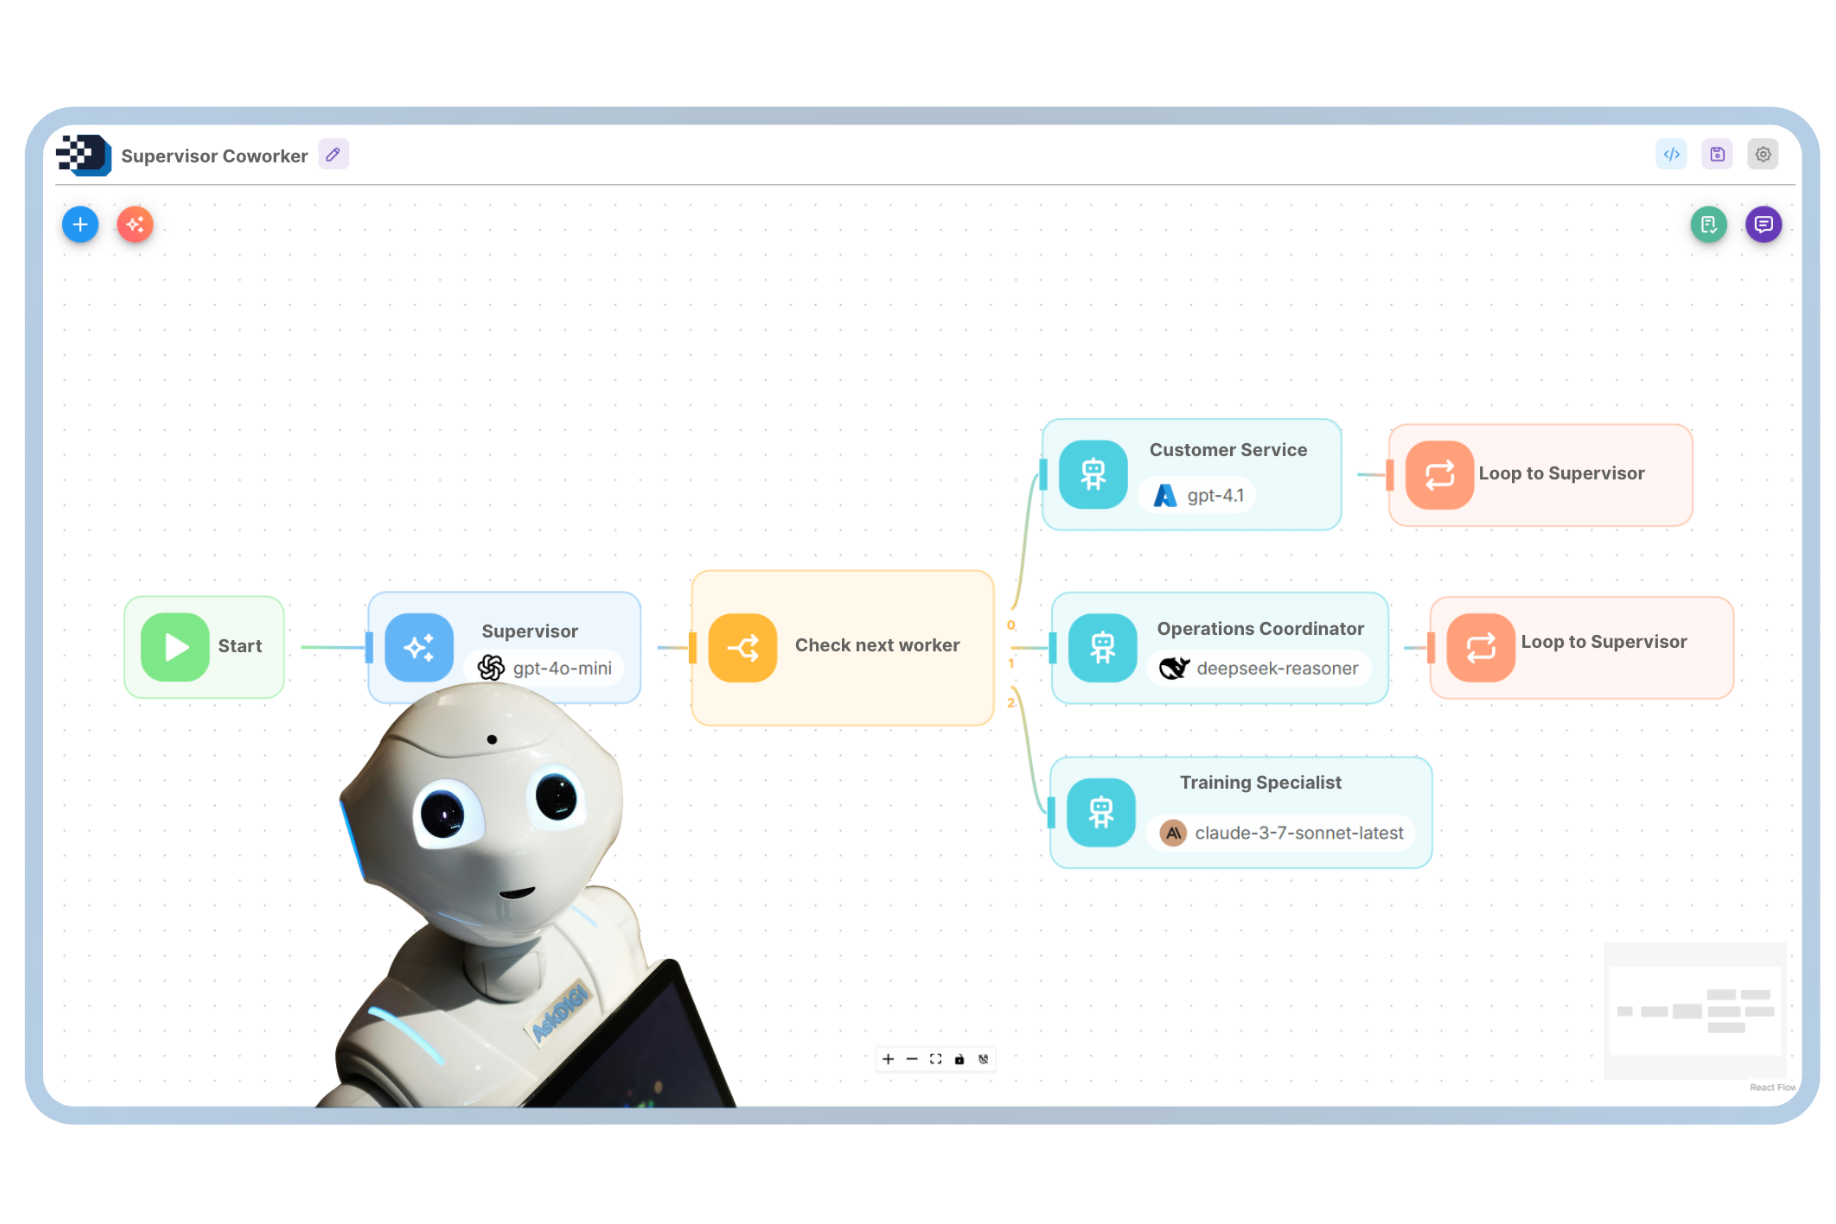 Supervisor Coworker
Customer Service
gpt-4.1
Loop to Supervisor
Start
Supervisor
gpt-4o-mini
Check next worker
0
1
2
Operations Coordinator
deepseek-reasoner
Loop to Supervisor
Training Specialist
claude-3-7-sonnet-latest
AskDIGI
React Flow